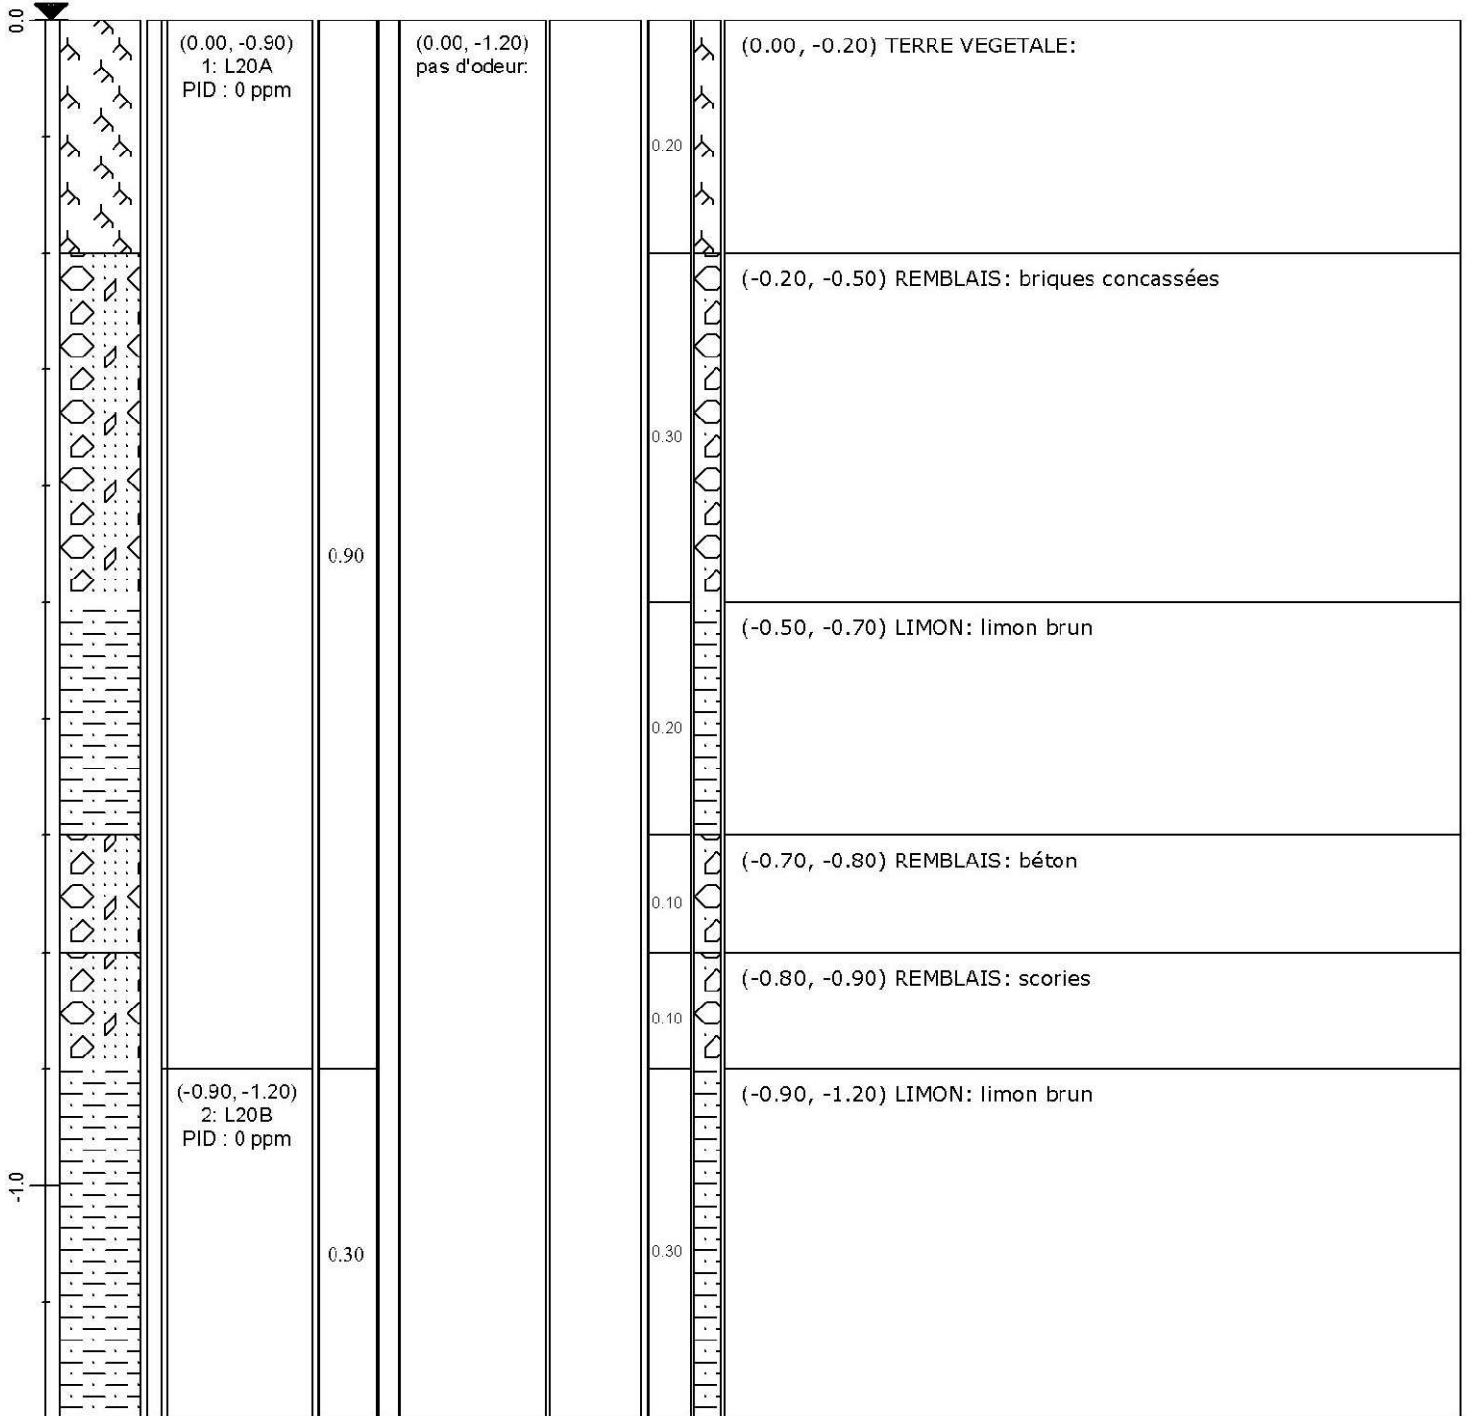 0.0
(0.00, -0.90)
1: L20A
PID : 0 ppm
0.90
(0.00, -1.20)
pas d'odeur:
0.20
(0.00, -0.20) TERRE VEGETALE:
0.30
(-0.20, -0.50) REMBLAIS: briques concassées
0.20
(-0.50, -0.70) LIMON: limon brun
0.10
(-0.70, -0.80) REMBLAIS: béton
0.10
(-0.80, -0.90) REMBLAIS: scories
(-0.90, -1.20)
2: L20B
PID : 0 ppm
0.30
0.30
(-0.90, -1.20) LIMON: limon brun
-1.0